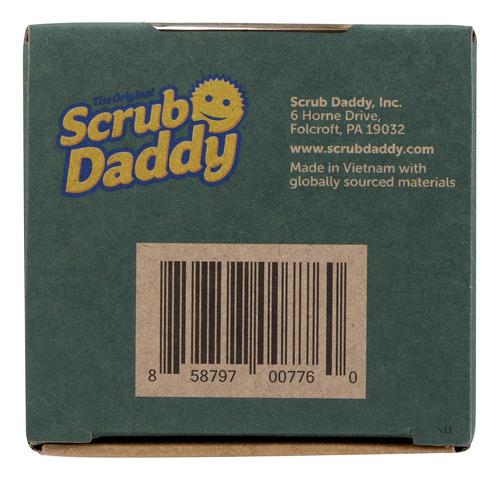 The Original
Scrub
Daddy
Scrub Daddy, Inc.
6 Horne Drive,
Folcroft, PA 19032
www.scrubdaddy.com
Made in Vietnam with
globally sourced materials
8 58797 00776 0
v11